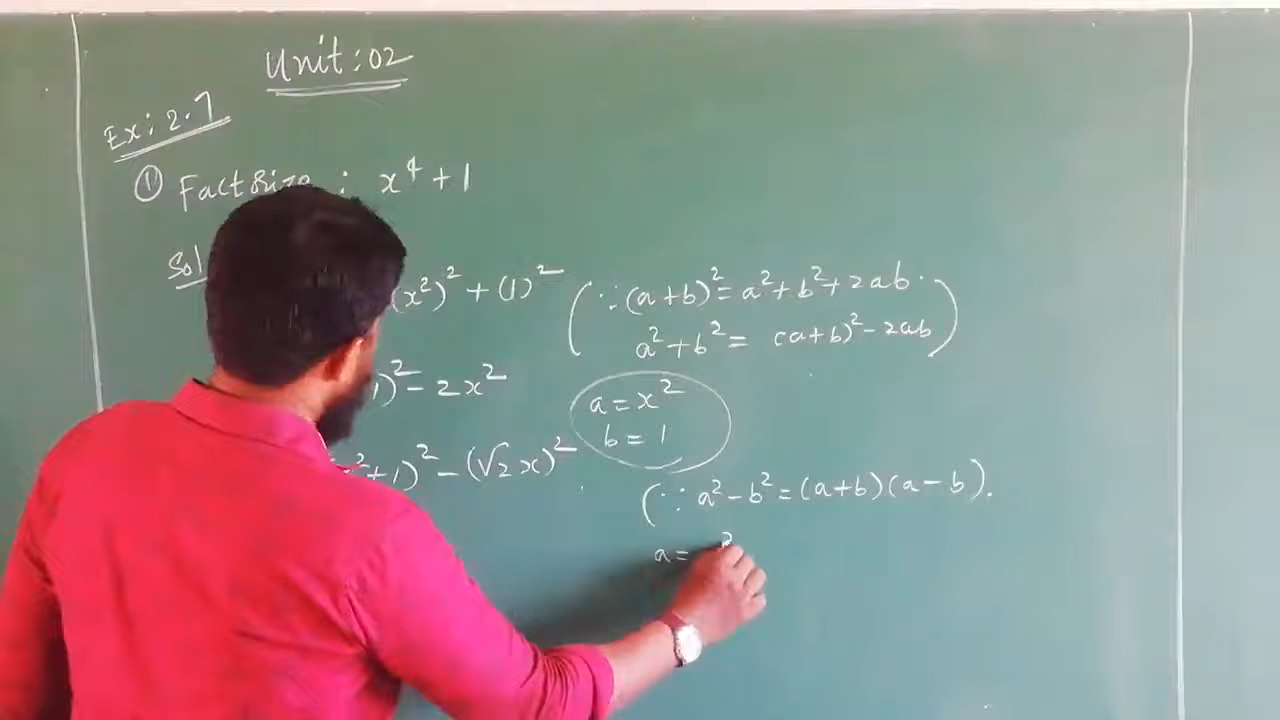 Unit: 02
Ex: 2.7
① Factorize : x⁴ + 1
Sol
(x²)² + (1)² (∵ (a+b)² = a² + b² + 2ab.
a² + b² = (a+b)² - 2ab)
1)² - 2x²
a = x²
b = 1
+ 1)² - (√2 x)²
(∵ a² - b² = (a+b)(a - b).
a =